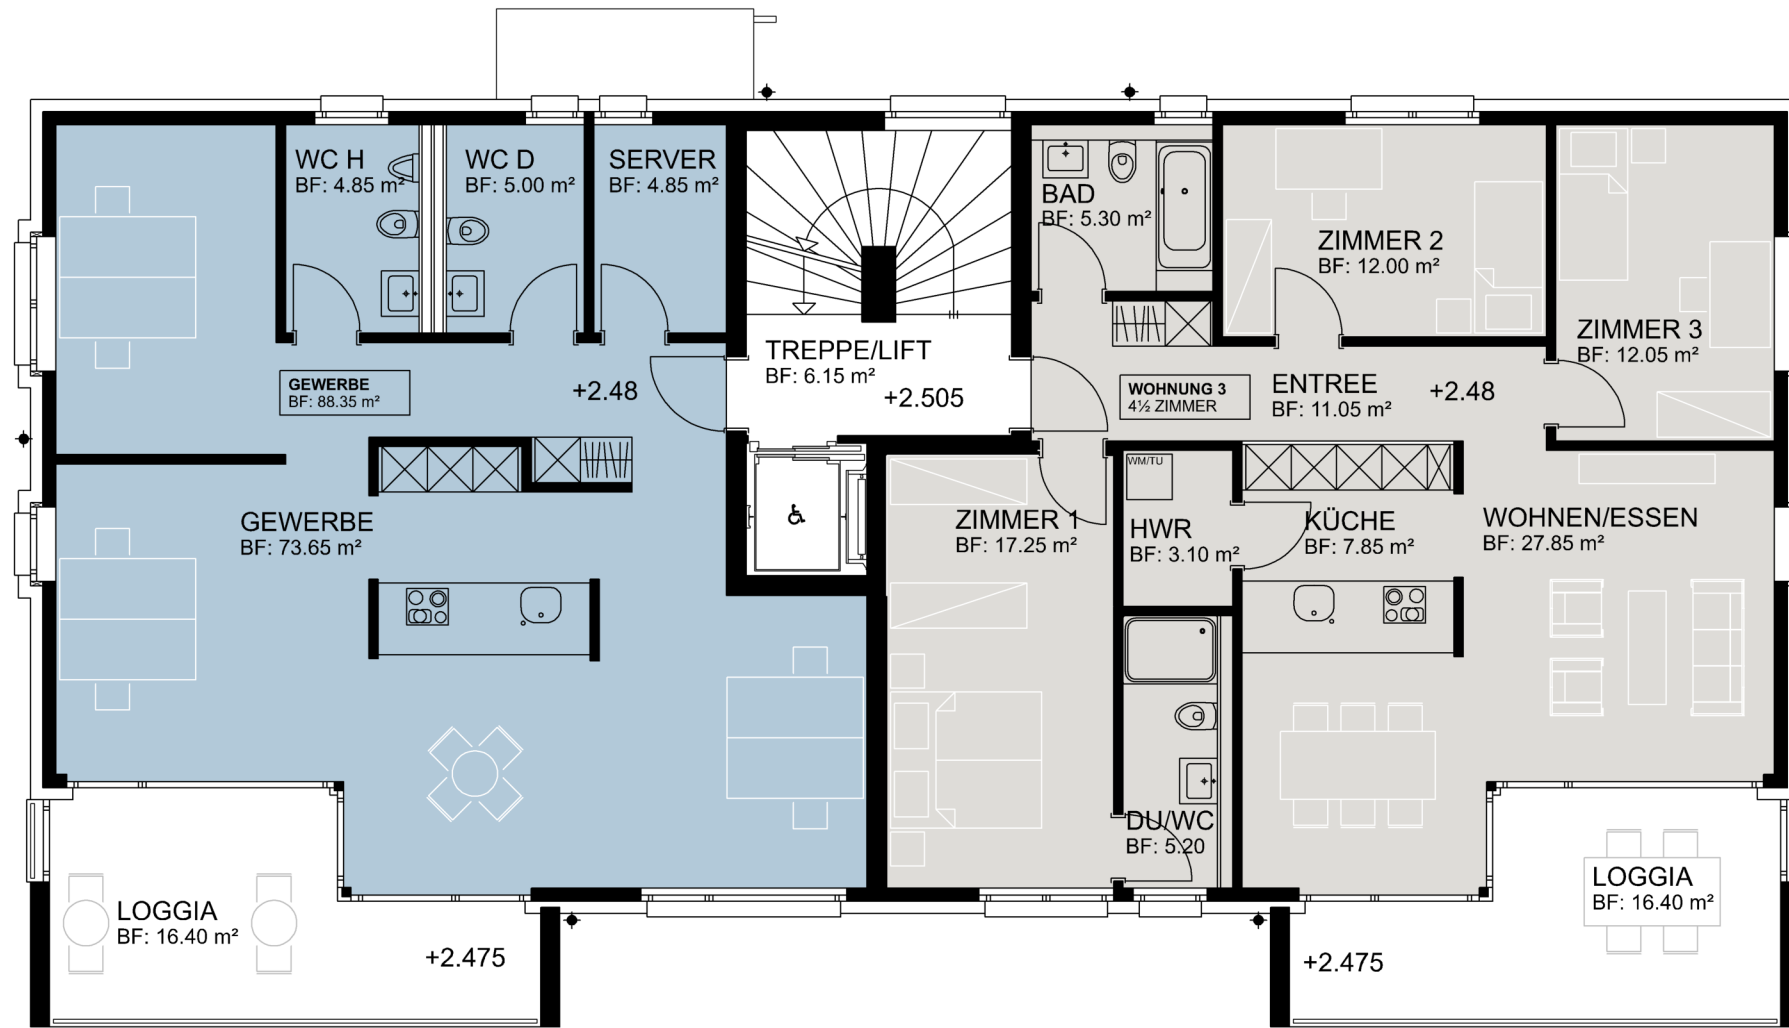 WC H
BF: 4.85 m²
WC D
BF: 5.00 m²
SERVER
BF: 4.85 m²
BAD
BF: 5.30 m²
ZIMMER 2
BF: 12.00 m²
ZIMMER 3
BF: 12.05 m²
TREPPE/LIFT
BF: 6.15 m²
+2.505
GEWERBE
BF: 88.35 m²
+2.48
WOHNUNG 3
4½ ZIMMER
ENTREE
BF: 11.05 m²
+2.48
GEWERBE
BF: 73.65 m²
ZIMMER 1
BF: 17.25 m²
WM/TU
HWR
BF: 3.10 m²
KÜCHE
BF: 7.85 m²
WOHNEN/ESSEN
BF: 27.85 m²
DU/WC
BF: 5.20
LOGGIA
BF: 16.40 m²
+2.475
LOGGIA
BF: 16.40 m²
+2.475